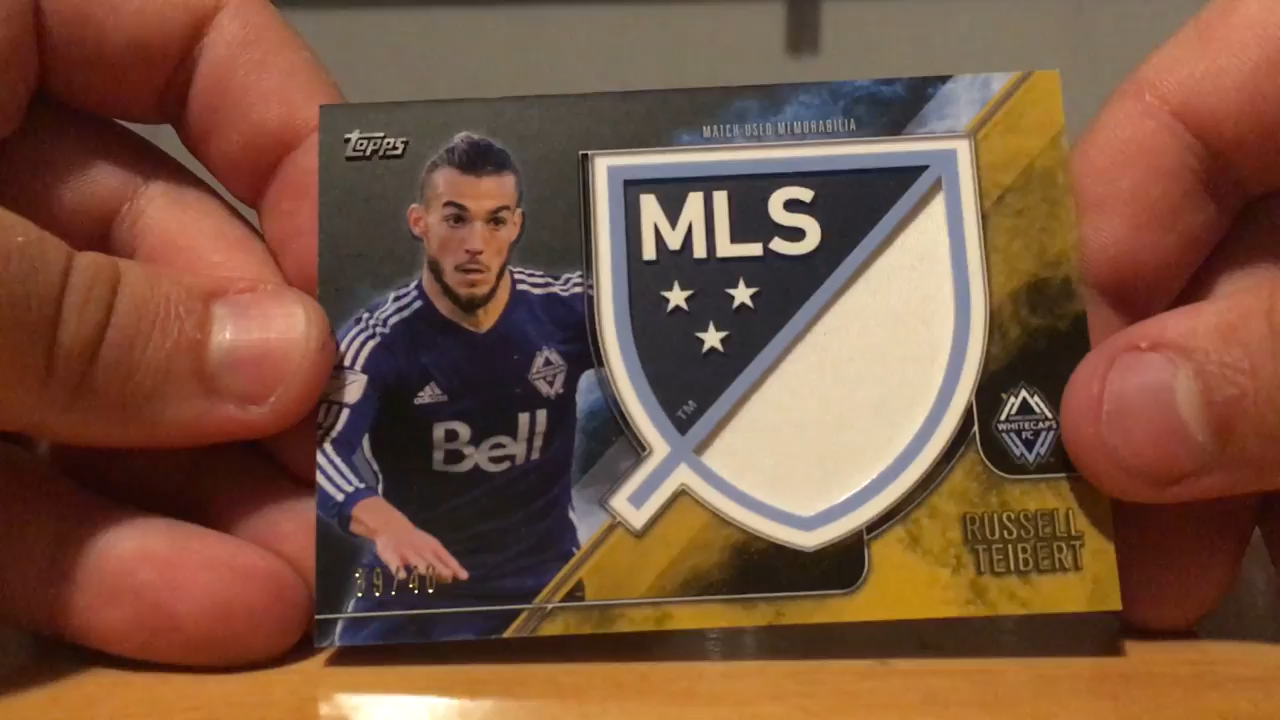 Topps
MATCH-USED MEMORABILIA
MLS
TM
adidas
Bell
WHITECAPS
FC
RUSSELL
TEIBERT